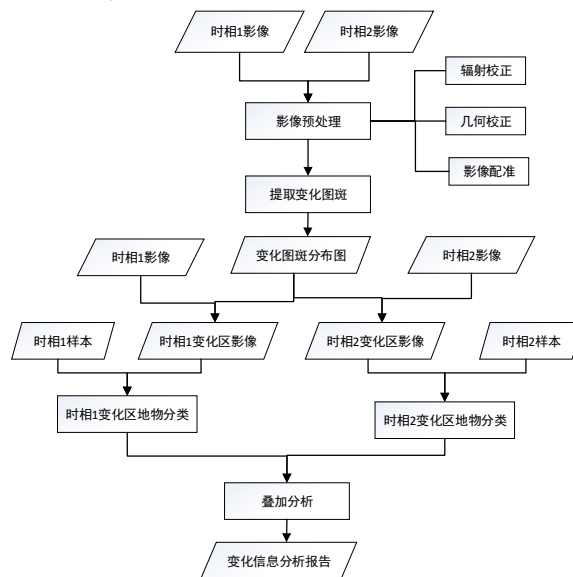 时相1影像
时相2影像
辐射校正
影像预处理
几何校正
影像配准
提取变化图斑
时相1影像
变化图斑分布图
时相2影像
时相1样本
时相1变化区影像
时相2变化区影像
时相2样本
时相1变化区地物分类
时相2变化区地物分类
叠加分析
变化信息分析报告